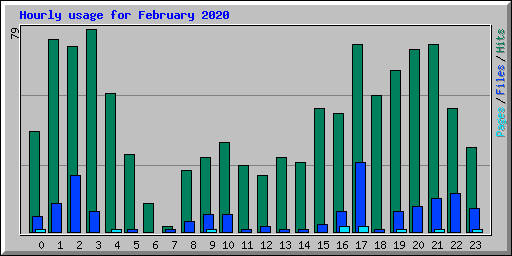 Hourly usage for February 2020
79
Pages / Files / Hits
0 1 2 3 4 5 6 7 8 9 10 11 12 13 14 15 16 17 18 19 20 21 22 23